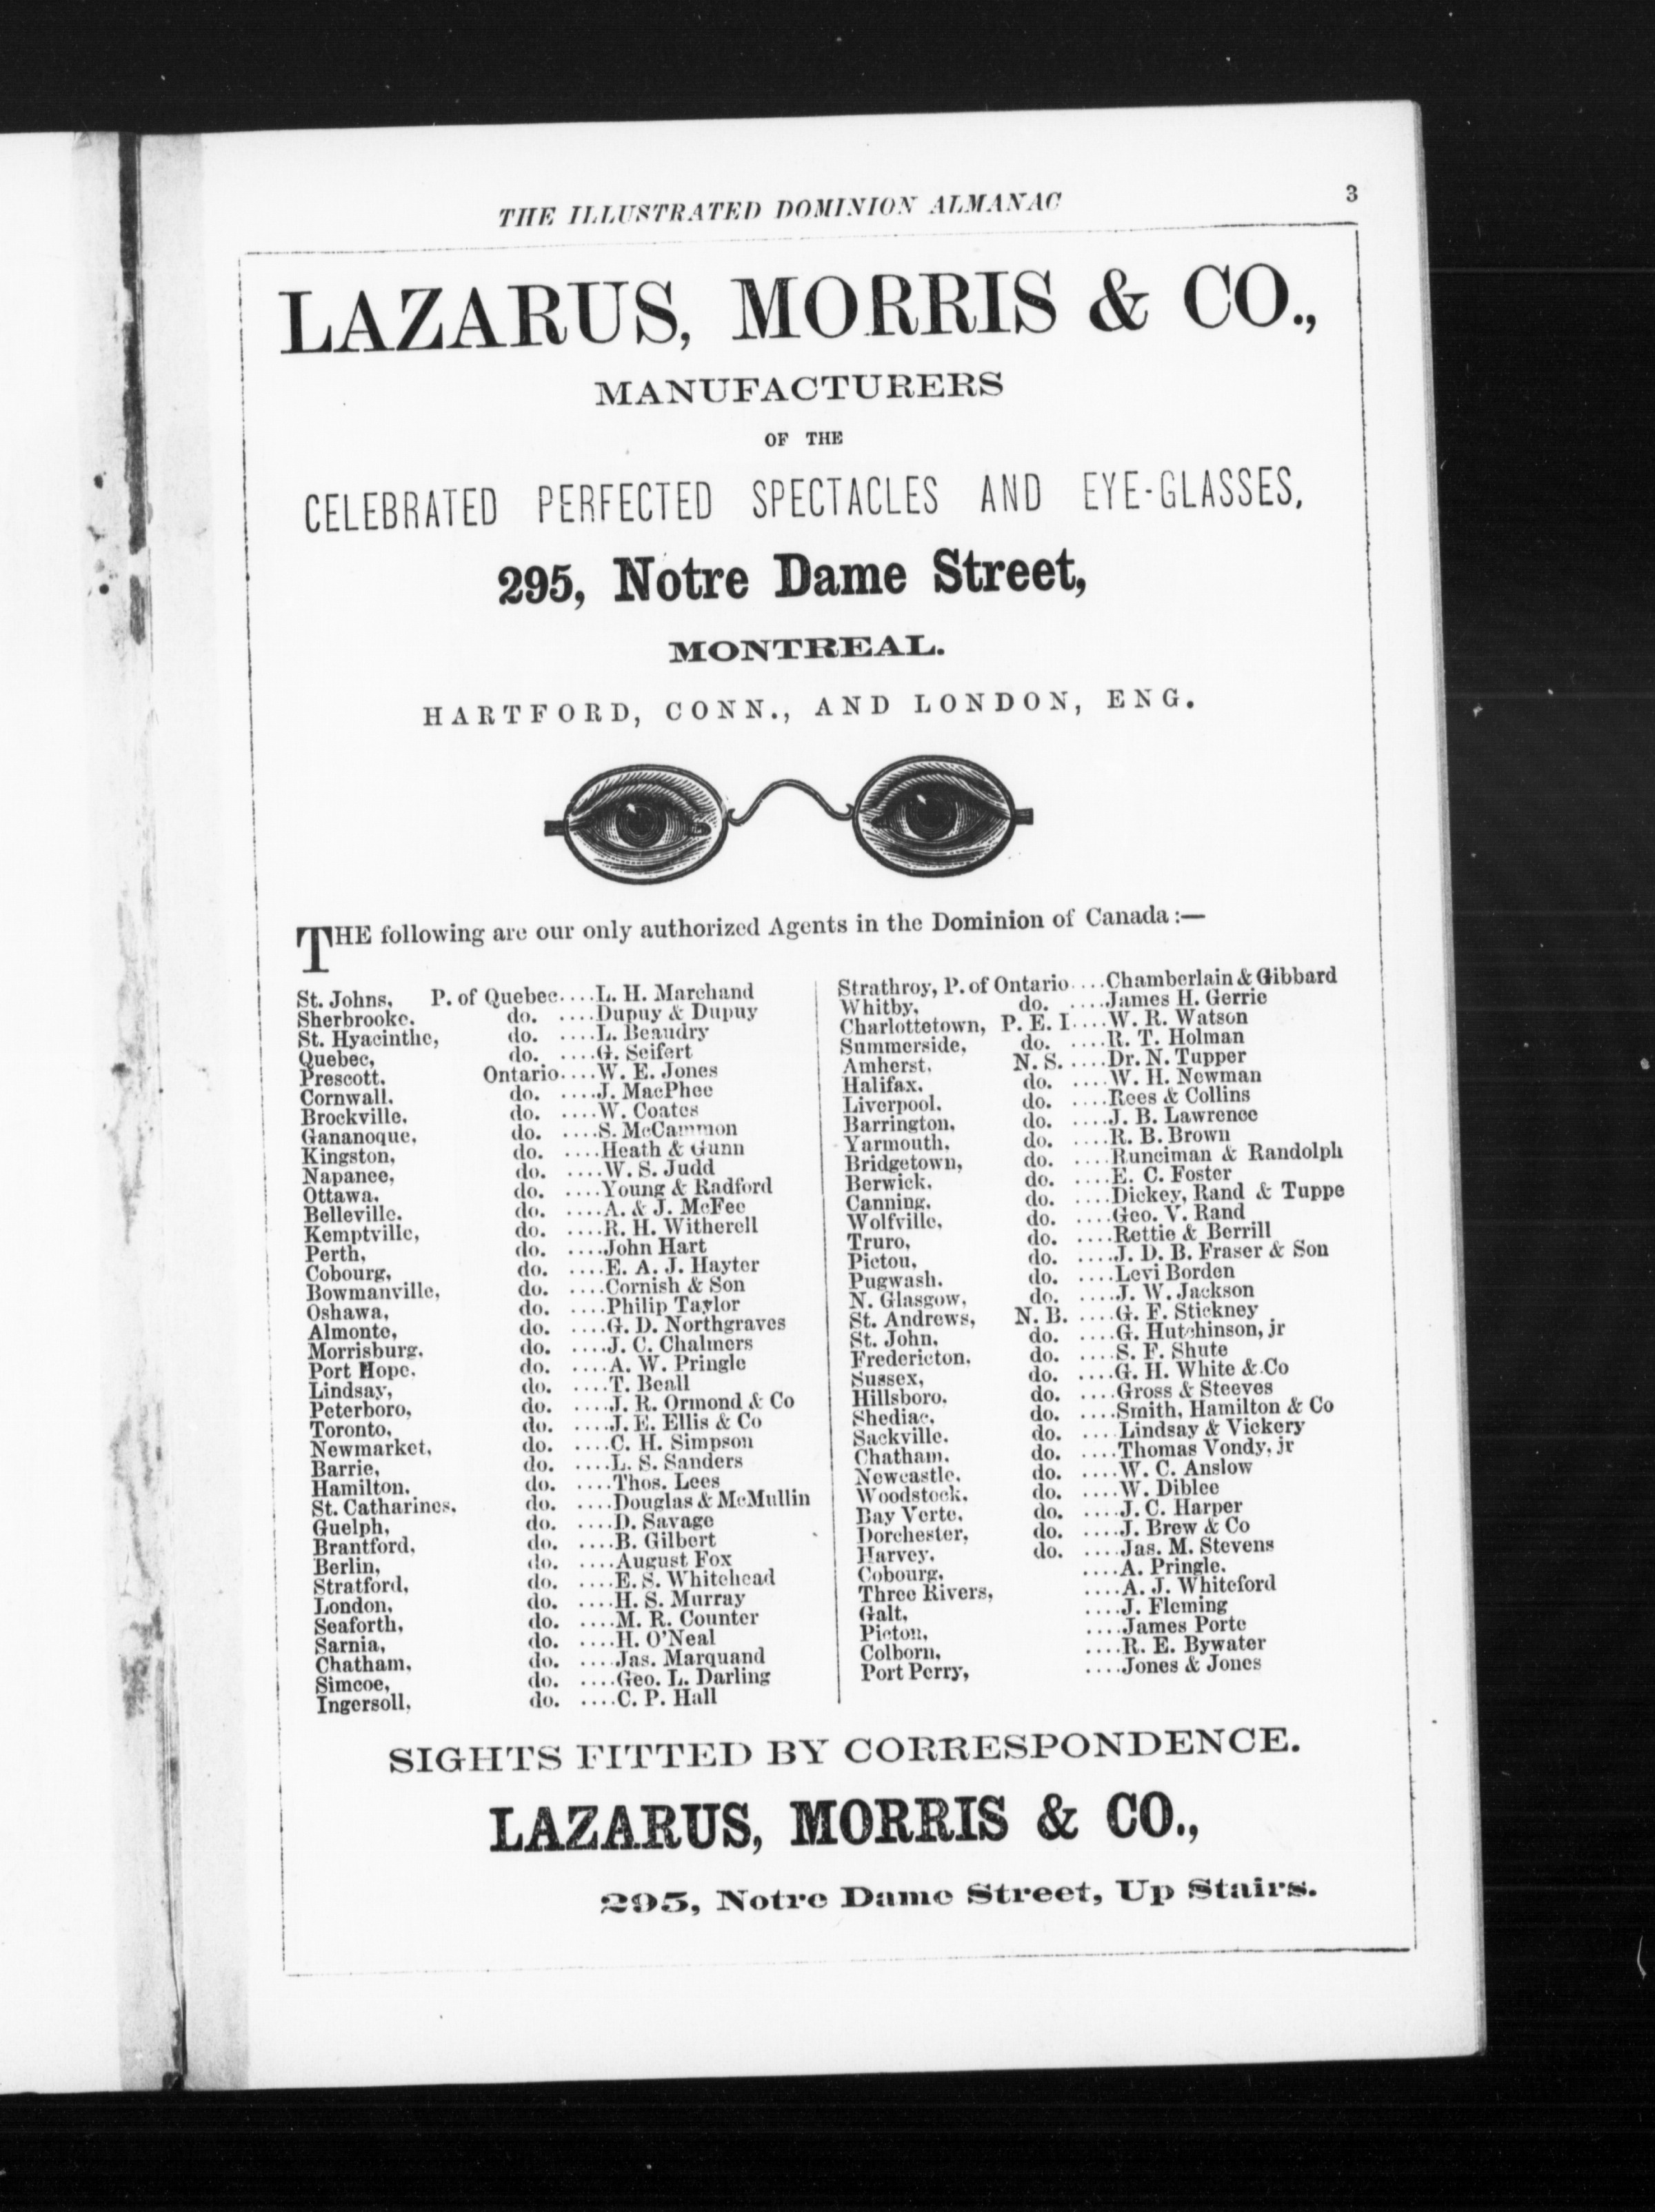 THE ILLUSTRATED DOMINION ALMANAC 3
LAZARUS, MORRIS & CO.,
MANUFACTURERS
OF THE
CELEBRATED PERFECTED SPECTACLES AND EYE-GLASSES,
295, Notre Dame Street,
MONTREAL.
HARTFORD, CONN., AND LONDON, ENG.
THE following are our only authorized Agents in the Dominion of Canada:—
St. Johns, P. of Quebec....L. H. Marchand
Sherbrooke, do. ....Dupuy & Dupuy
St. Hyacinthe, do. ....L. Beaudry
Quebec, do. ....G. Seifert
Prescott, Ontario....W. E. Jones
Cornwall, do. ....J. MacPhee
Brockville, do. ....W. Coates
Gananoque, do. ....S. McCammon
Kingston, do. ....Heath & Gunn
Napanee, do. ....W. S. Judd
Ottawa, do. ....Young & Radford
Belleville, do. ....A. & J. McFee
Kemptville, do. ....R. H. Witherell
Perth, do. ....John Hart
Cobourg, do. ....E. A. J. Hayter
Bowmanville, do. ....Cornish & Son
Oshawa, do. ....Philip Taylor
Almonte, do. ....G. D. Northgraves
Morrisburg, do. ....J. C. Chalmers
Port Hope, do. ....A. W. Pringle
Lindsay, do. ....T. Beall
Peterboro, do. ....J. R. Ormond & Co
Toronto, do. ....J. E. Ellis & Co
Newmarket, do. ....C. H. Simpson
Barrie, do. ....L. S. Sanders
Hamilton, do. ....Thos. Lees
St. Catharines, do. ....Douglas & McMullin
Guelph, do. ....D. Savage
Brantford, do. ....B. Gilbert
Berlin, do. ....August Fox
Stratford, do. ....E. S. Whitehead
London, do. ....H. S. Murray
Seaforth, do. ....M. R. Counter
Sarnia, do. ....H. O'Neal
Chatham, do. ....Jas. Marquand
Simcoe, do. ....Geo. L. Darling
Ingersoll, do. ....C. P. Hall
Strathroy, P. of Ontario....Chamberlain & Gibbard
Whitby, do. ....James H. Gerrie
Charlottetown, P. E. I....W. R. Watson
Summerside, do. ....R. T. Holman
Amherst, N. S. ....Dr. N. Tupper
Halifax, do. ....W. H. Newman
Liverpool, do. ....Rees & Collins
Barrington, do. ....J. B. Lawrence
Yarmouth, do. ....R. B. Brown
Bridgetown, do. ....Runciman & Randolph
Berwick, do. ....E. C. Foster
Canning, do. ....Dickey, Rand & Tuppe
Wolfville, do. ....Geo. V. Rand
Truro, do. ....Rettie & Berrill
Pictou, do. ....J. D. B. Fraser & Son
Pugwash, do. ....Levi Borden
N. Glasgow, do. ....J. W. Jackson
St. Andrews, N. B. ....G. F. Stickney
St. John, do. ....G. Hutchinson, jr
Fredericton, do. ....S. F. Shute
Sussex, do. ....G. H. White & Co
Hillsboro, do. ....Gross & Steeves
Shediac, do. ....Smith, Hamilton & Co
Sackville, do. ....Lindsay & Vickery
Chatham, do. ....Thomas Vondy, jr
Newcastle, do. ....W. C. Anslow
Woodstock, do. ....W. Diblee
Bay Verte, do. ....J. C. Harper
Dorchester, do. ....J. Brew & Co
Harvey, do. ....Jas. M. Stevens
Cobourg, ....A. Pringle.
Three Rivers, ....A. J. Whiteford
Galt, ....J. Fleming
Picton, ....James Porte
Colborn, ....R. E. Bywater
Port Perry, ....Jones & Jones
SIGHTS FITTED BY CORRESPONDENCE.
LAZARUS, MORRIS & CO.,
295, Notre Dame Street, Up Stairs.